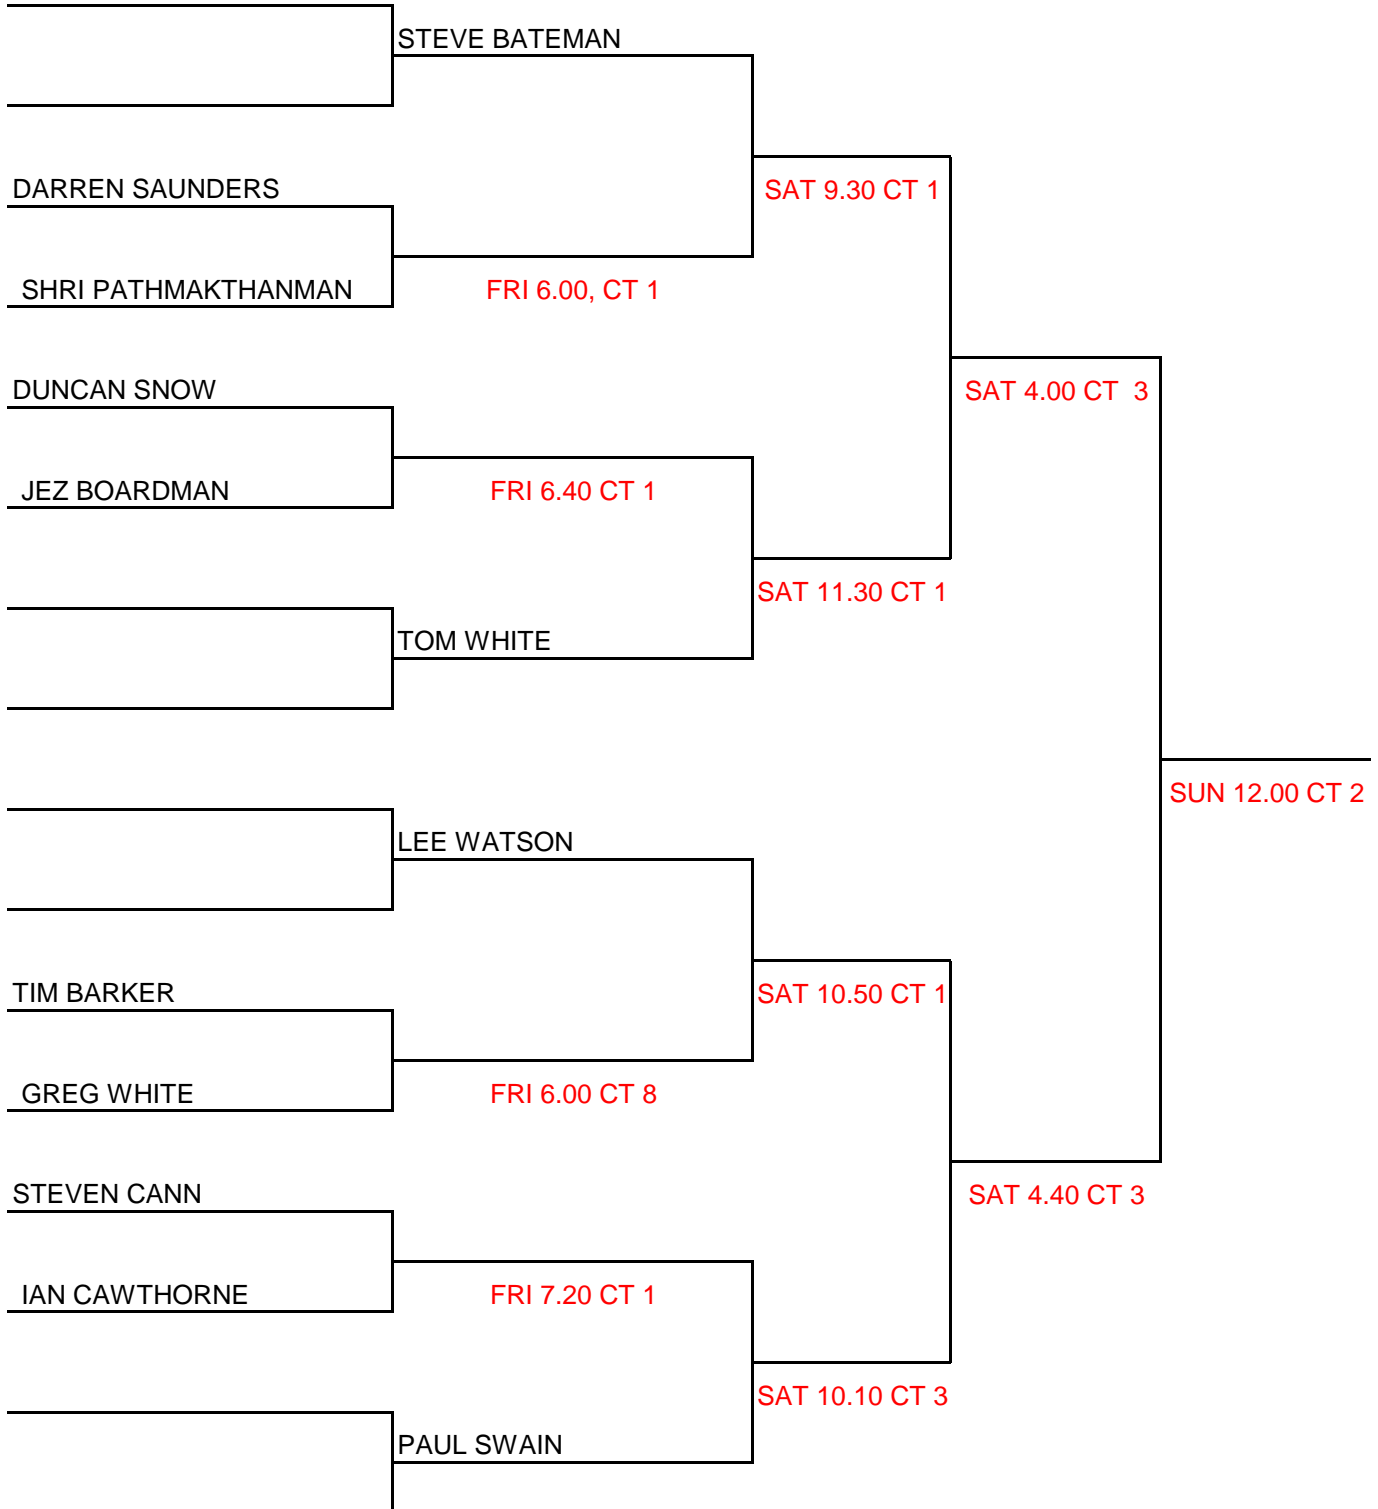 STEVE BATEMAN
DARREN SAUNDERS
SAT 9.30 CT 1
SHRI PATHMAKTHANMAN
FRI 6.00, CT 1
DUNCAN SNOW
SAT 4.00 CT  3
JEZ BOARDMAN
FRI 6.40 CT 1
SAT 11.30 CT 1
TOM WHITE
SUN 12.00 CT 2
LEE WATSON
TIM BARKER
SAT 10.50 CT 1
GREG WHITE
FRI 6.00 CT 8
STEVEN CANN
SAT 4.40 CT 3
IAN CAWTHORNE
FRI 7.20 CT 1
SAT 10.10 CT 3
PAUL SWAIN